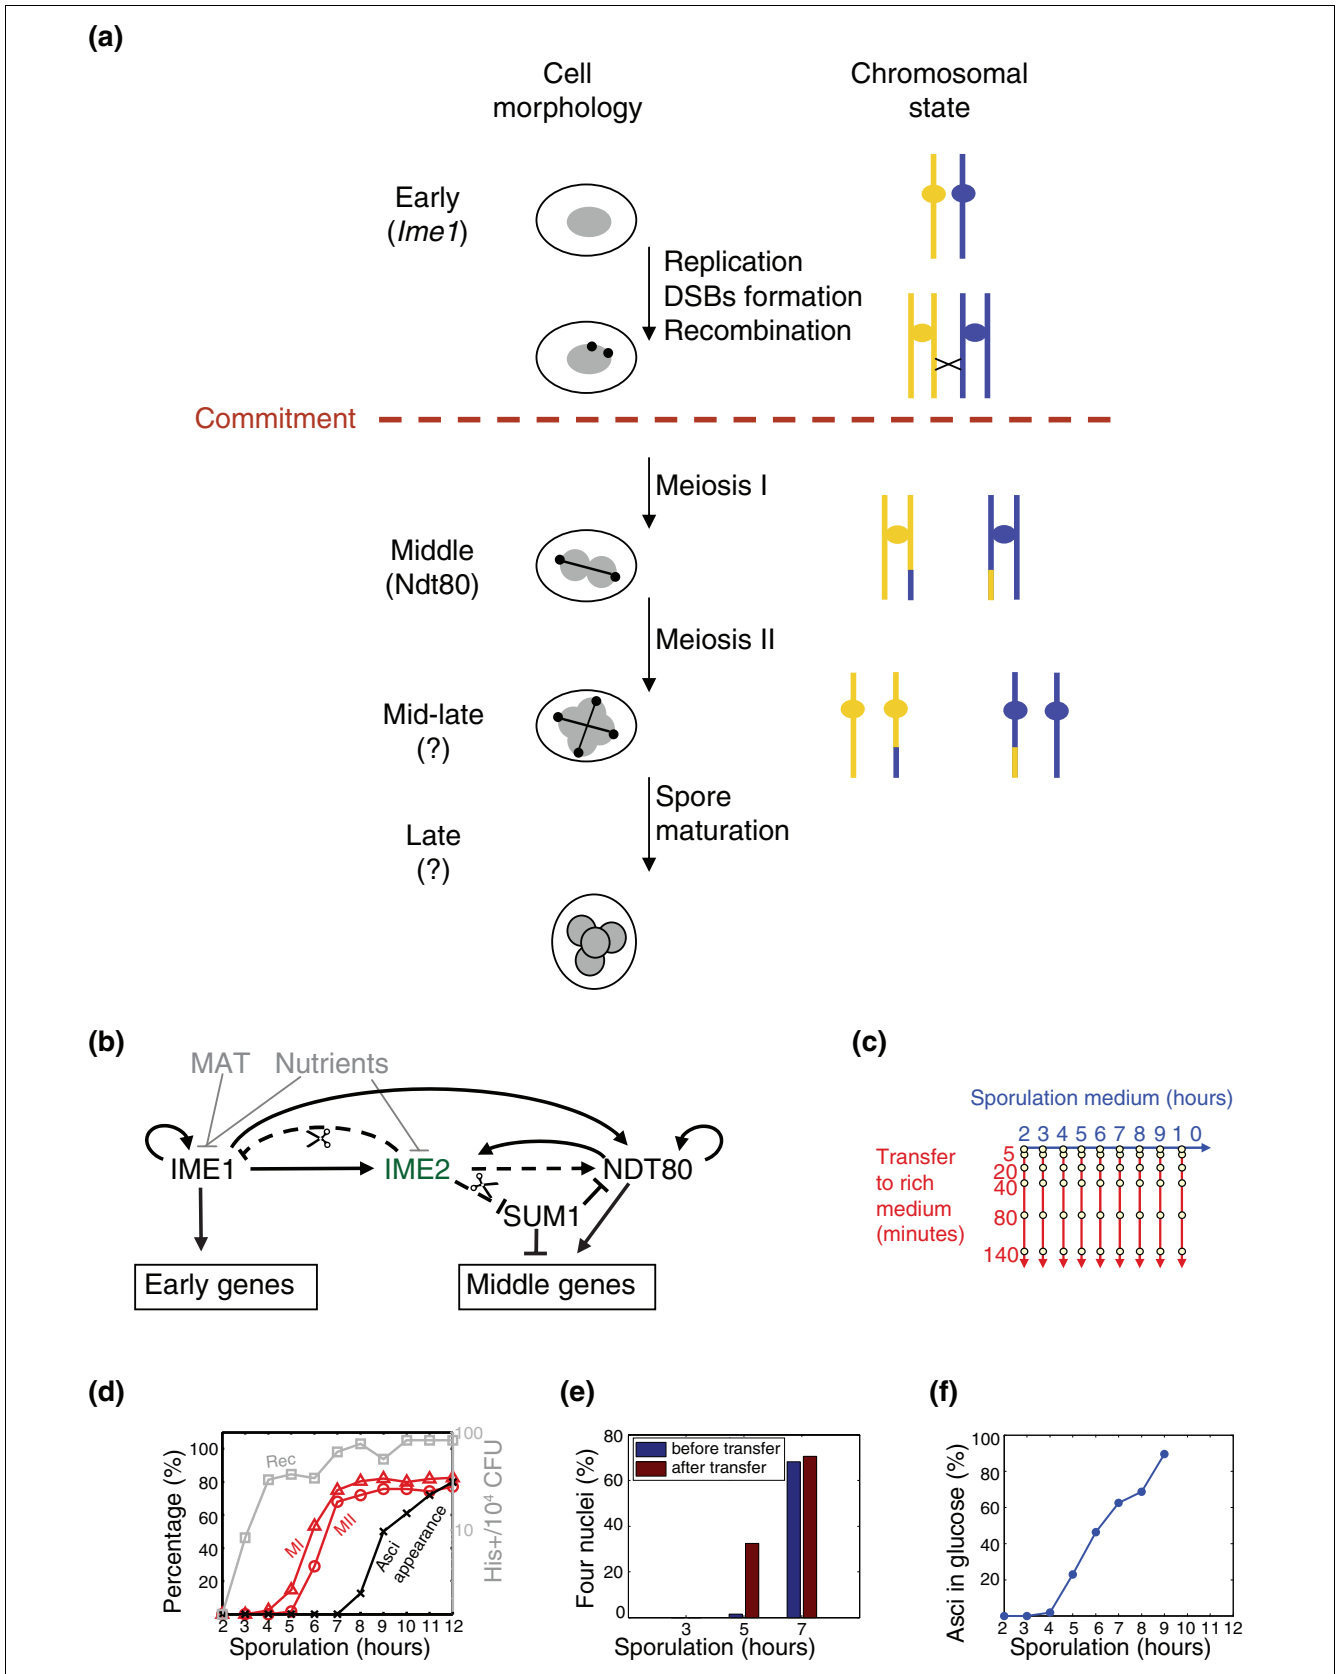 (a)
Cell
morphology
Chromosomal
state
Early
(Ime1)
Replication
DSBs formation
Recombination
Commitment
Meiosis I
Middle
(Ndt80)
Meiosis II
Mid-late
(?)
Spore
maturation
Late
(?)
(b)
MAT Nutrients
IME1 IME2 NDT80
SUM1
Early genes
Middle genes
(c)
Sporulation medium (hours)
2 3 4 5 6 7 8 9 1 0
Transfer
to rich
medium
(minutes)
5
20
40
80
140
(d)
Percentage (%)
100
80
60
40
20
Rec
MI
MII
Asci
appearance
100
10
His+/10⁴ CFU
2 3 4 5 6 7 8 9 10 11 12
Sporulation (hours)
(e)
Four nuclei (%)
80
60
40
20
0
before transfer
after transfer
3 5 7
Sporulation (hours)
(f)
Asci in glucose (%)
100
80
60
40
20
2 3 4 5 6 7 8 9 10 11 12
Sporulation (hours)